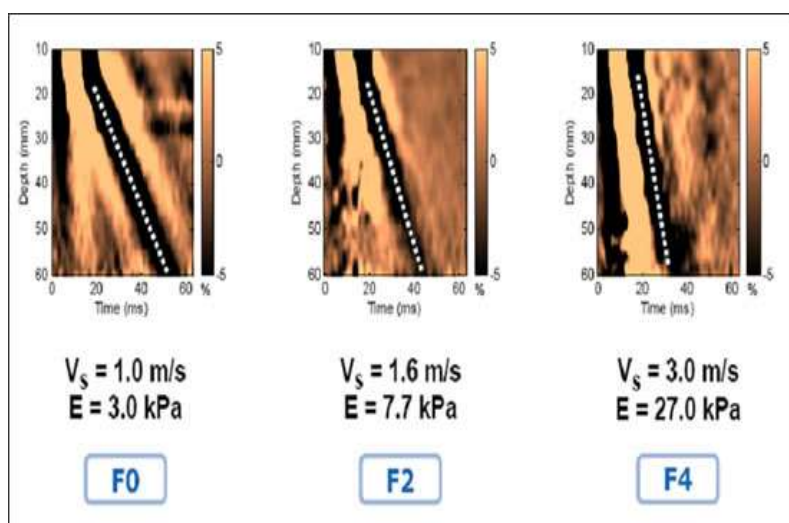 10
20
30
40
50
60
Depth (mm)
0
20
40
60
Time (ms)
5
0
-5
%
10
20
30
40
50
60
Depth (mm)
0
20
40
60
Time (ms)
5
0
-5
%
10
20
30
40
50
60
Depth (mm)
0
20
40
60
Time (ms)
5
0
-5
%
Vs = 1.0 m/s
E = 3.0 kPa
F0
Vs = 1.6 m/s
E = 7.7 kPa
F2
Vs = 3.0 m/s
E = 27.0 kPa
F4